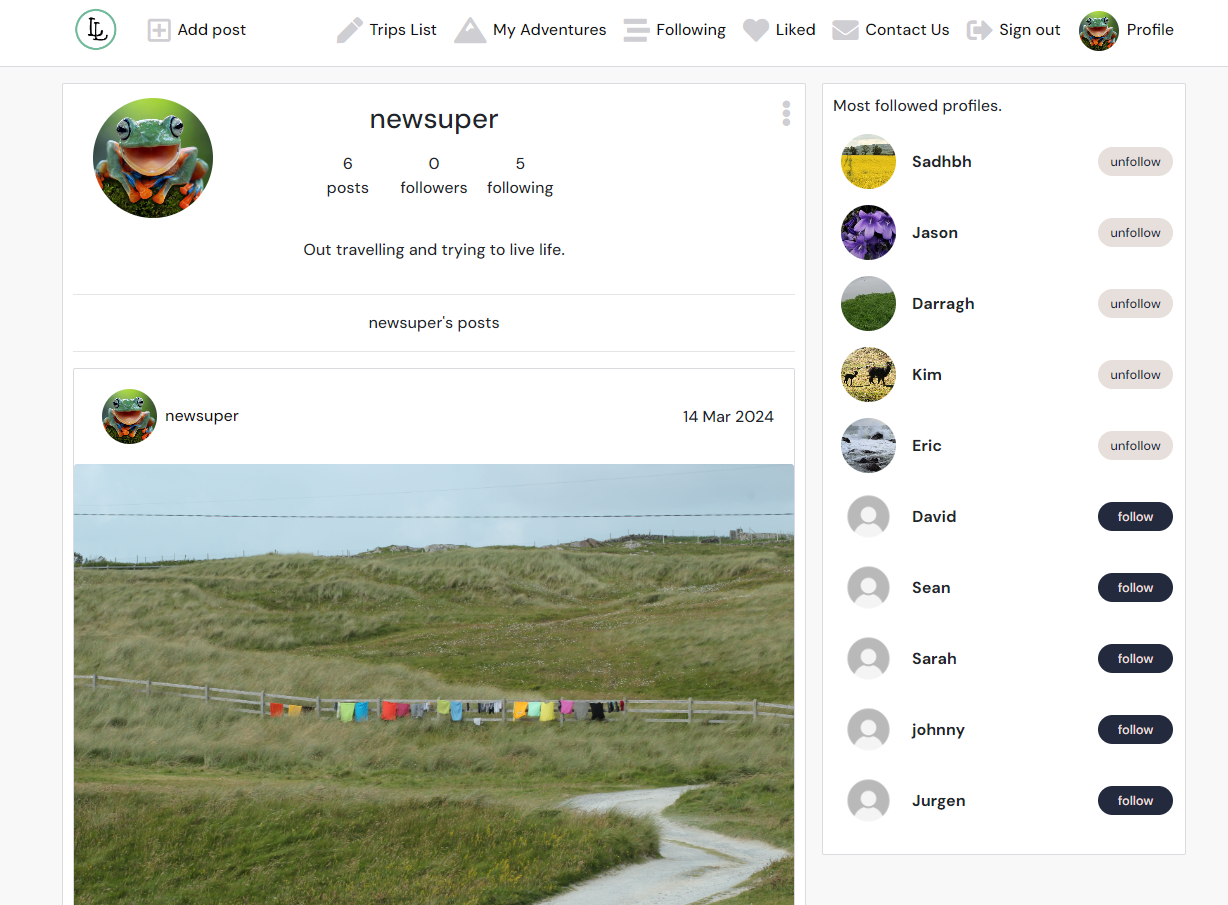 LL
Add post
Trips List
My Adventures
Following
Liked
Contact Us
Sign out
Profile
newsuper
6 posts
0 followers
5 following
Out travelling and trying to live life.
newsuper's posts
newsuper
14 Mar 2024
Most followed profiles.
Sadhbh unfollow
Jason unfollow
Darragh unfollow
Kim unfollow
Eric unfollow
David follow
Sean follow
Sarah follow
johnny follow
Jurgen follow